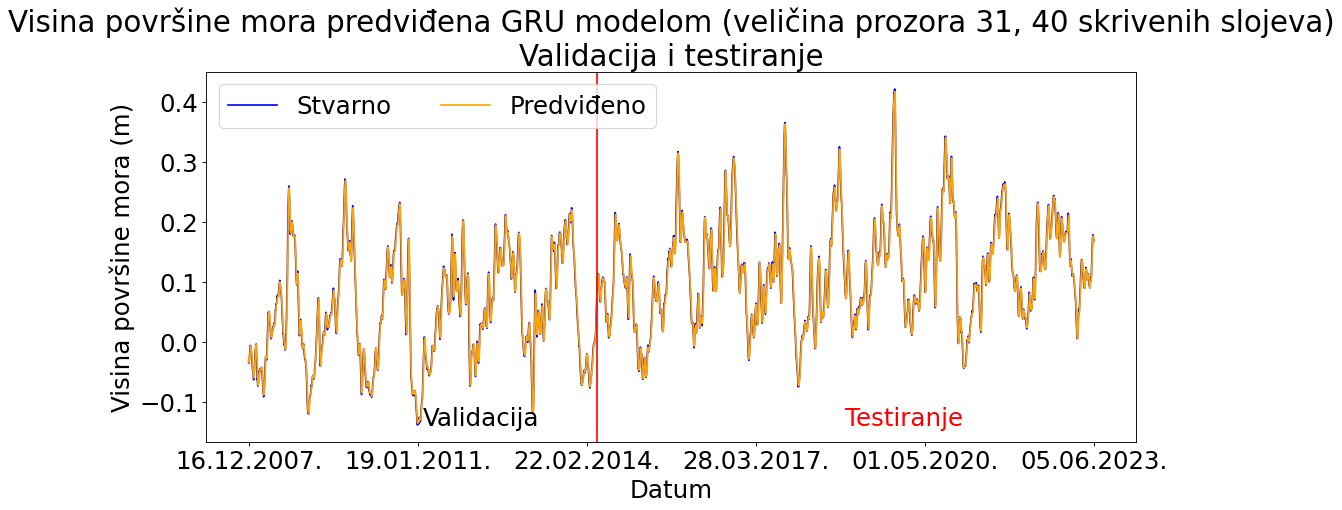 Visina površine mora predviđena GRU modelom (veličina prozora 31, 40 skrivenih slojeva)
Validacija i testiranje
Stvarno
Predviđeno
Visina površine mora (m)
0.4
0.3
0.2
0.1
0.0
−0.1
Validacija
Testiranje
16.12.2007.
19.01.2011.
22.02.2014.
28.03.2017.
01.05.2020.
05.06.2023.
Datum